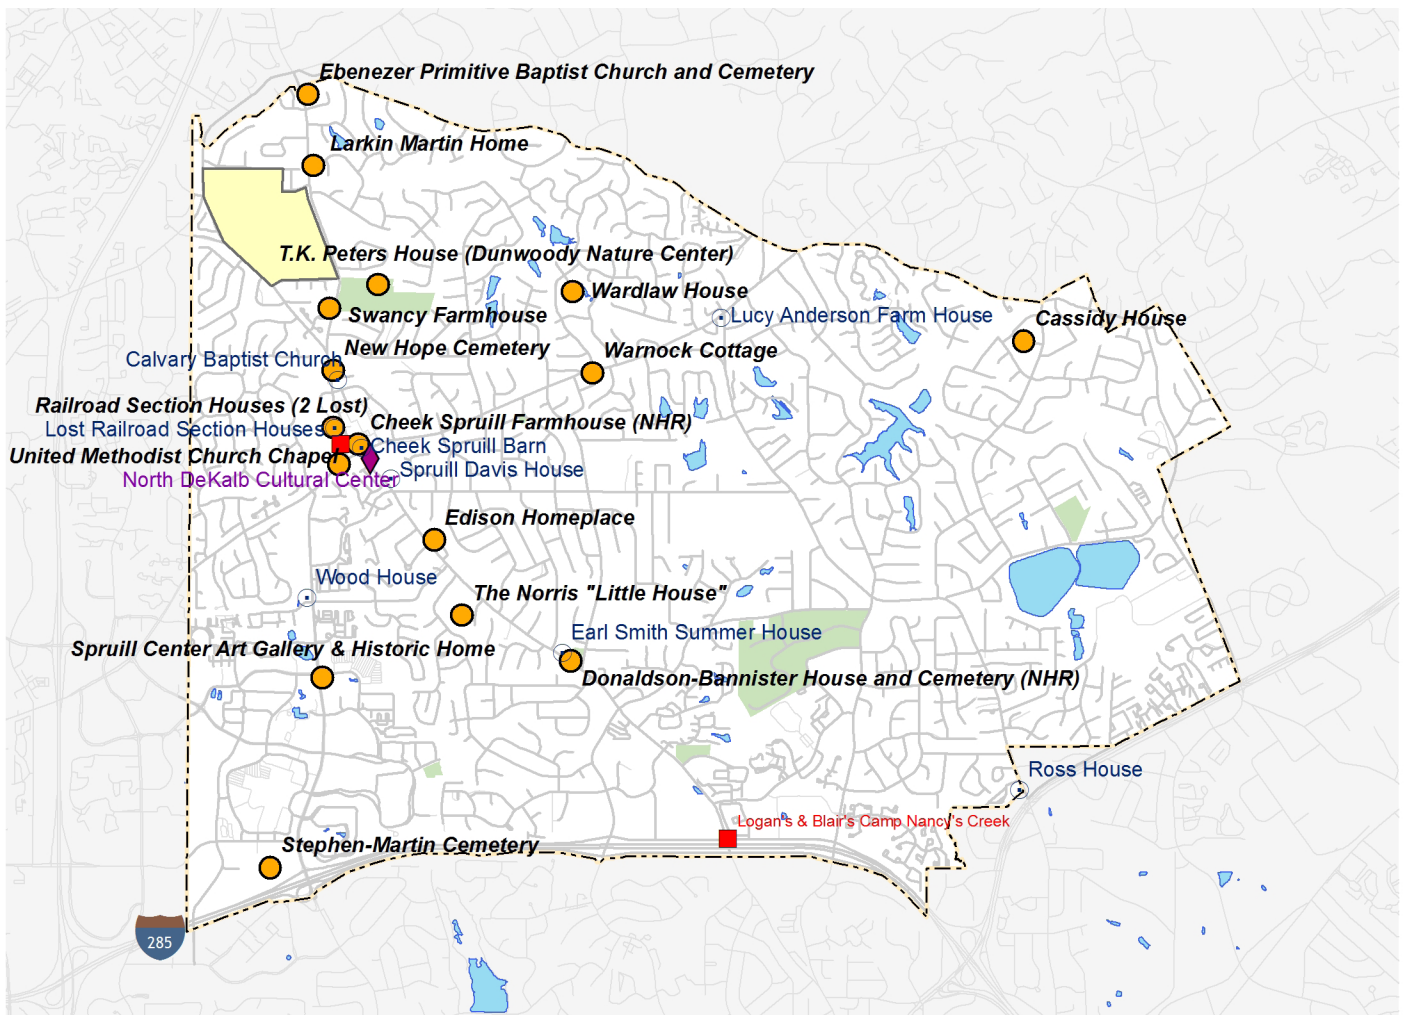 Ebenezer Primitive Baptist Church and Cemetery
Larkin Martin Home
T.K. Peters House (Dunwoody Nature Center)
Wardlaw House
Swancy Farmhouse
Lucy Anderson Farm House
Cassidy House
New Hope Cemetery
Calvary Baptist Church
Warnock Cottage
Railroad Section Houses (2 Lost)
Cheek Spruill Farmhouse (NHR)
Lost Railroad Section Houses
Cheek Spruill Barn
United Methodist Church Chapel
Spruill Davis House
North DeKalb Cultural Center
Edison Homeplace
Wood House
The Norris "Little House"
Earl Smith Summer House
Spruill Center Art Gallery & Historic Home
Donaldson-Bannister House and Cemetery (NHR)
Ross House
Logan's & Blair's Camp Nancy's Creek
Stephen-Martin Cemetery
285